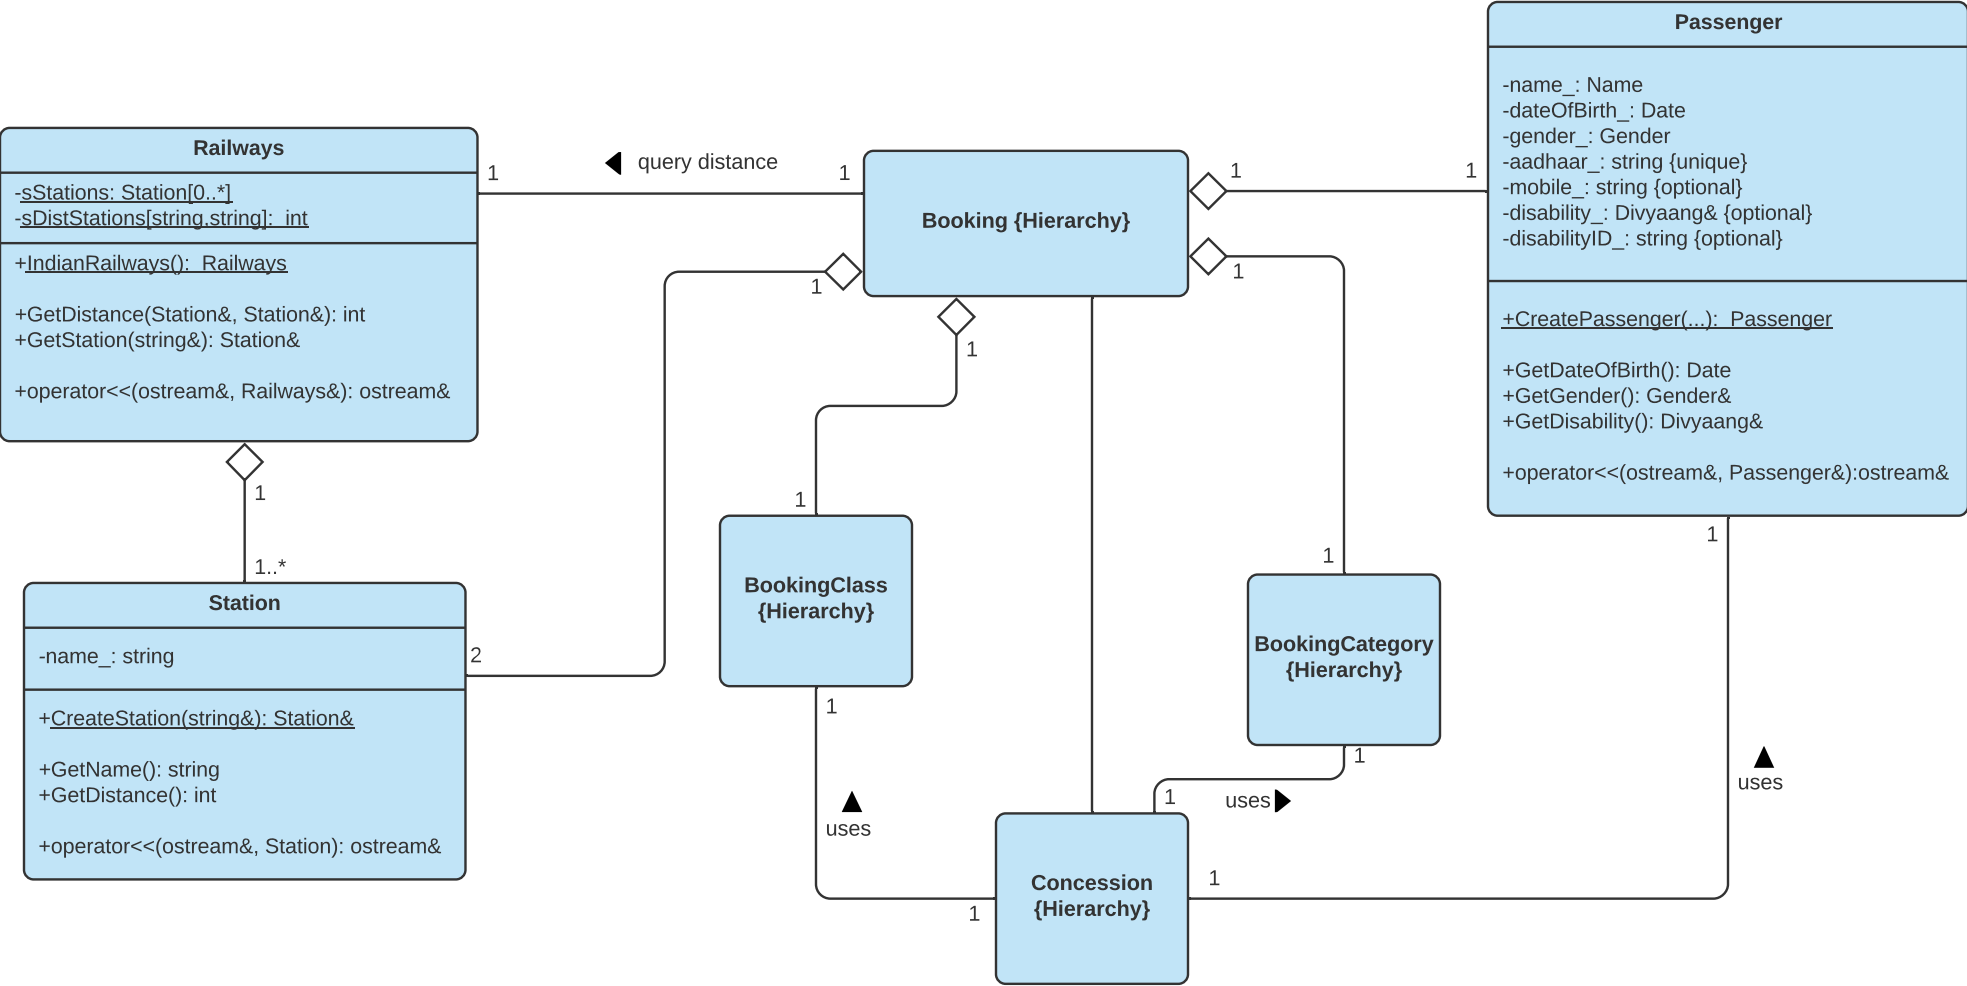 Passenger
-name_: Name
-dateOfBirth_: Date
-gender_: Gender
-aadhaar_: string {unique}
-mobile_: string {optional}
-disability_: Divyaang& {optional}
-disabilityID_: string {optional}
+CreatePassenger(...):  Passenger
+GetDateOfBirth(): Date
+GetGender(): Gender&
+GetDisability(): Divyaang&
+operator<<(ostream&, Passenger&):ostream&
Railways
-sStations: Station[0..*]
-sDistStations[string,string]:  int
+IndianRailways():  Railways
+GetDistance(Station&, Station&): int
+GetStation(string&): Station&
+operator<<(ostream&, Railways&): ostream&
1
query distance
1
Booking {Hierarchy}
1
1
1
1
1
1
1..*
Station
-name_: string
+CreateStation(string&): Station&
+GetName(): string
+GetDistance(): int
+operator<<(ostream&, Station): ostream&
2
1
BookingClass
{Hierarchy}
1
uses
1
1
BookingCategory
{Hierarchy}
1
1
uses
1
uses
Concession
{Hierarchy}
1